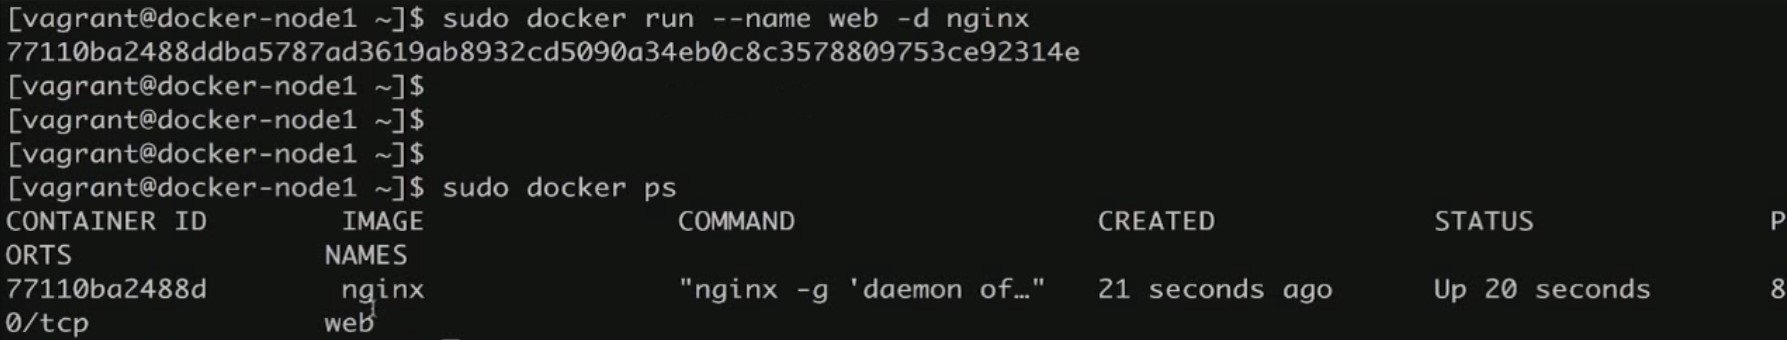 [vagrant@docker-node1 ~]$ sudo docker run --name web -d nginx
77110ba2488ddba5787ad3619ab8932cd5090a34eb0c8c3578809753ce92314e
[vagrant@docker-node1 ~]$
[vagrant@docker-node1 ~]$
[vagrant@docker-node1 ~]$
[vagrant@docker-node1 ~]$ sudo docker ps
CONTAINER ID        IMAGE               COMMAND                  CREATED             STATUS              P
ORTS               NAMES
77110ba2488d        nginx               "nginx -g 'daemon of…"   21 seconds ago      Up 20 seconds       8
0/tcp              web